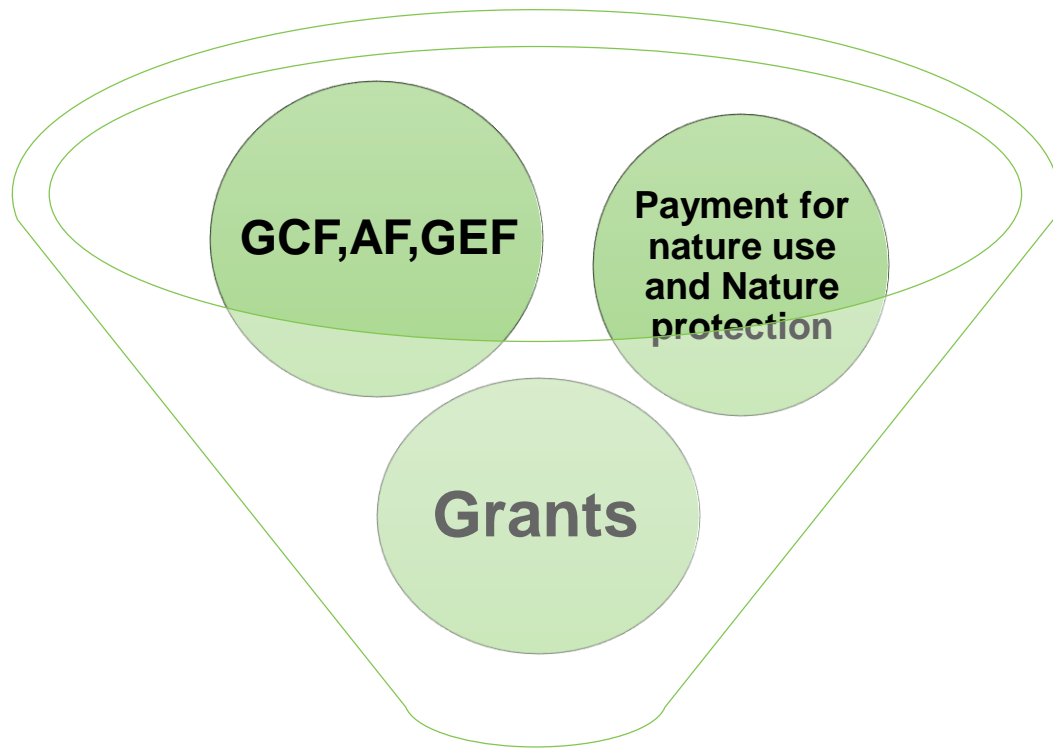 GCF,AF,GEF
Payment for
nature use
and Nature
protection
Grants